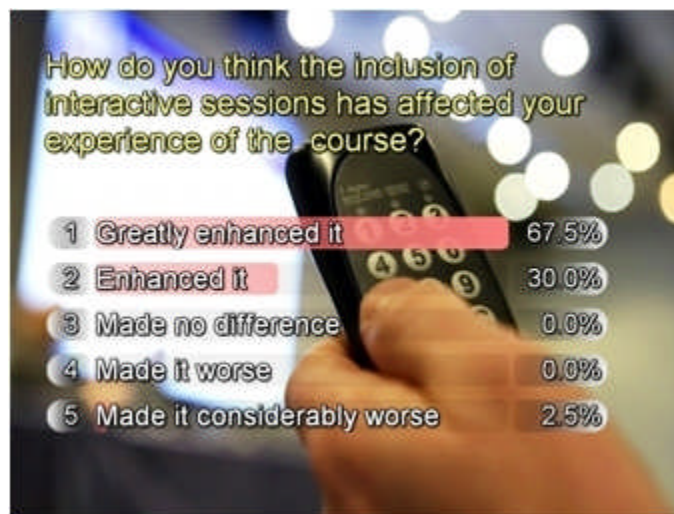 How do you think the inclusion of
interactive sessions has affected your
experience of the course?
1 Greatly enhanced it 67.5%
2 Enhanced it 30.0%
3 Made no difference 0.0%
4 Made it worse 0.0%
5 Made it considerably worse 2.5%